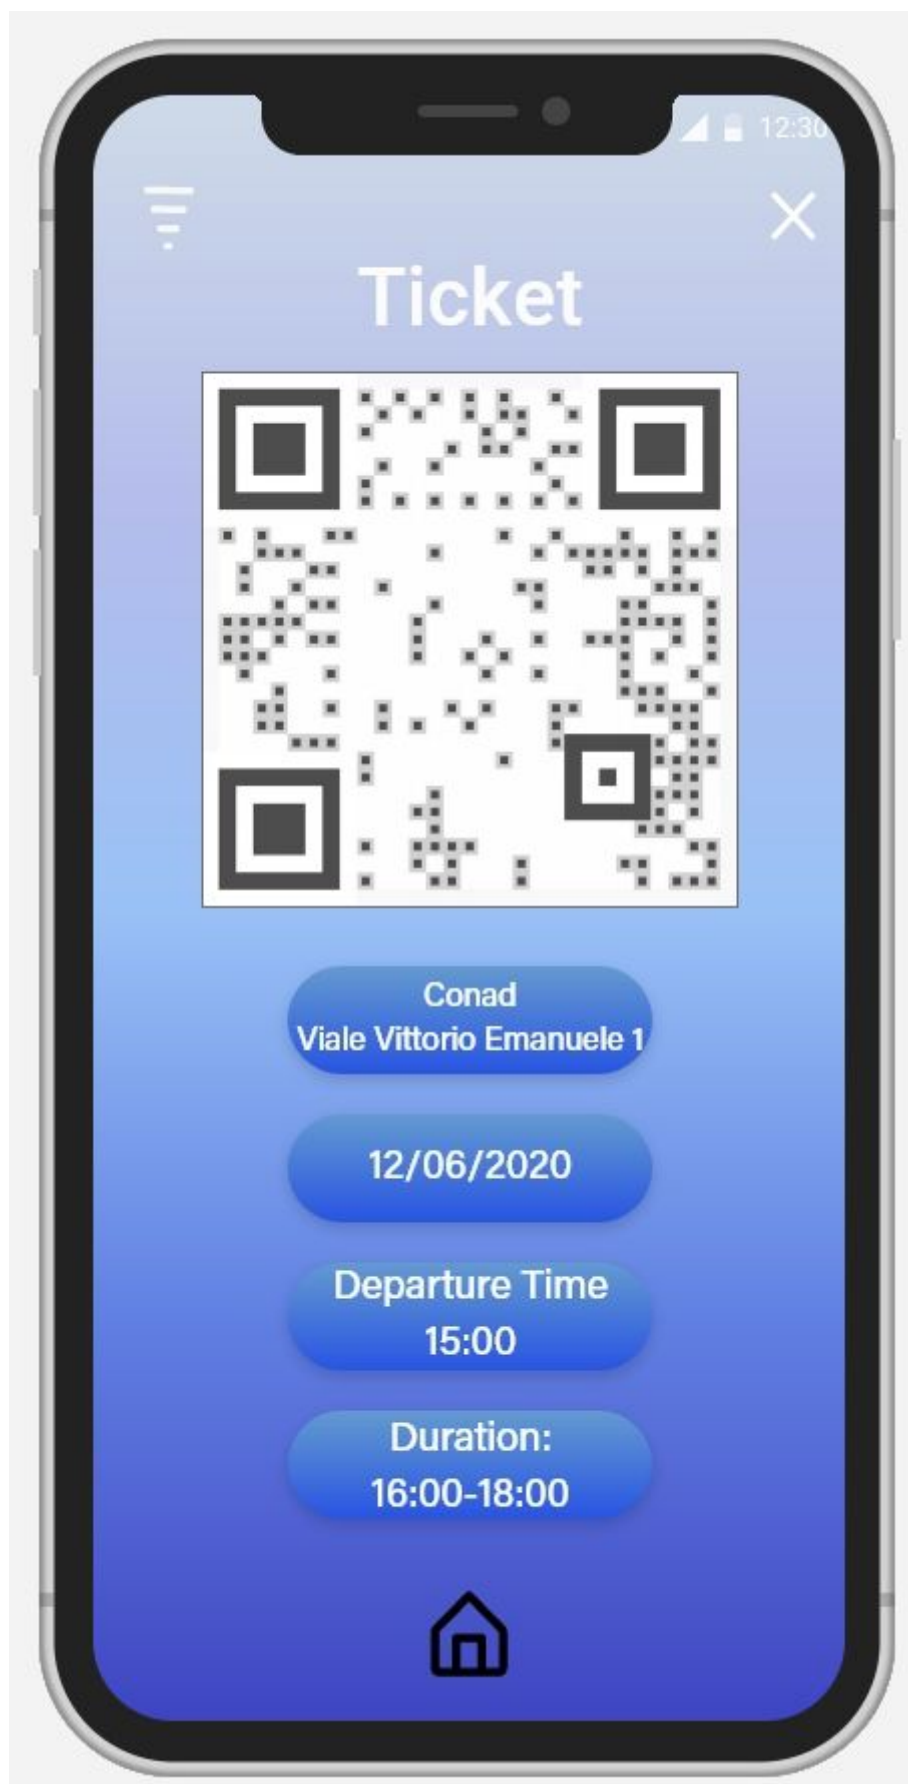 12:30
Ticket
Conad
Viale Vittorio Emanuele 1
12/06/2020
Departure Time
15:00
Duration:
16:00-18:00